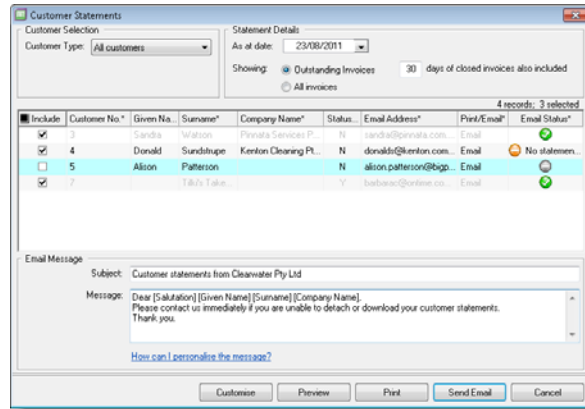 Customer Statements
Customer Selection
Customer Type: All customers
Statement Details
As at date: 23/08/2011
Showing: Outstanding Invoices 30 days of closed invoices also included
All invoices
4 records; 3 selected
Include Customer No.* Given Na... Surname* Company Name* Status... Email Address* Print/Email* Email Status*
3 Sandra Watson Pinnata Services P... N sandra@pinnata.com... Email
4 Donald Sundstrupe Kenton Cleaning Pt... N donalds@kenton.com... Email No statemen...
5 Alison Patterson N alison.patterson@bigp... Email
7 Tilly's Take... Y barbarac@ontime.co... Email
Email Message
Subject: Customer statements from Clearwater Pty Ltd
Message: Dear [Salutation] [Given Name] [Surname] [Company Name],
Please contact us immediately if you are unable to detach or download your customer statements.
Thank you.
How can I personalise the message?
Customise Preview Print Send Email Cancel